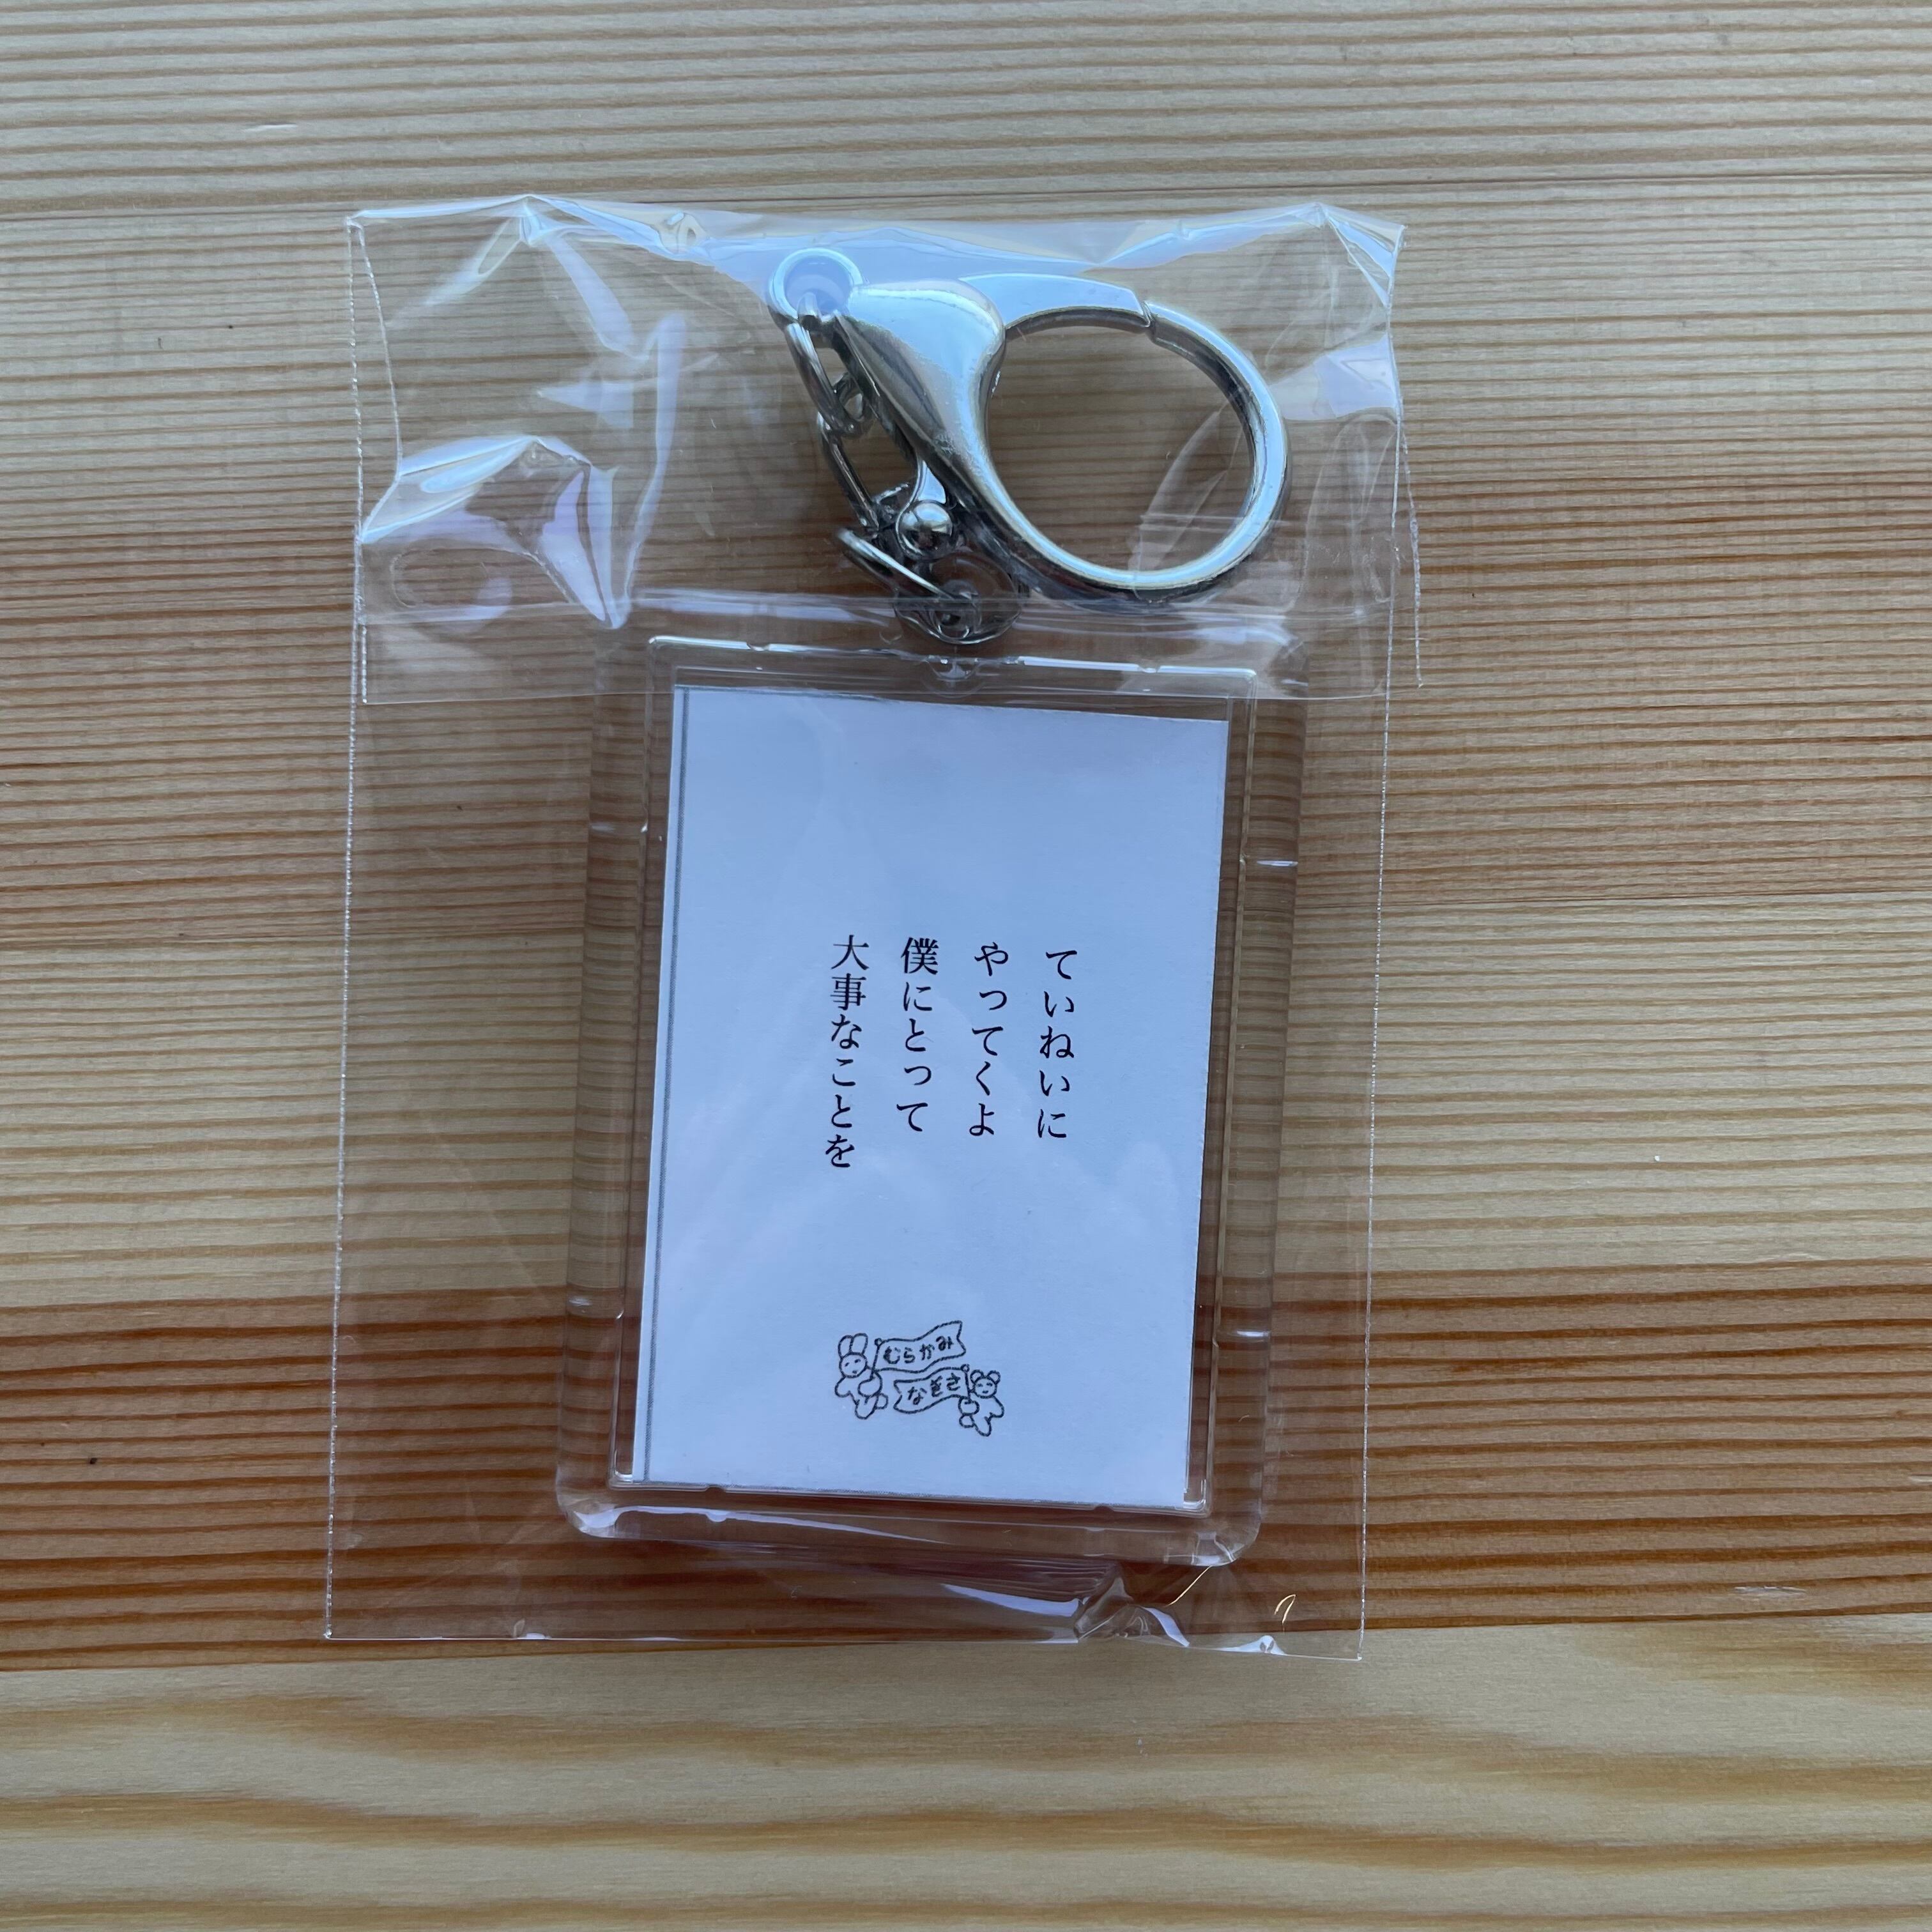 ていねいに
やってくよ
僕にとって
大事なことを
むらかみ
なぎさ